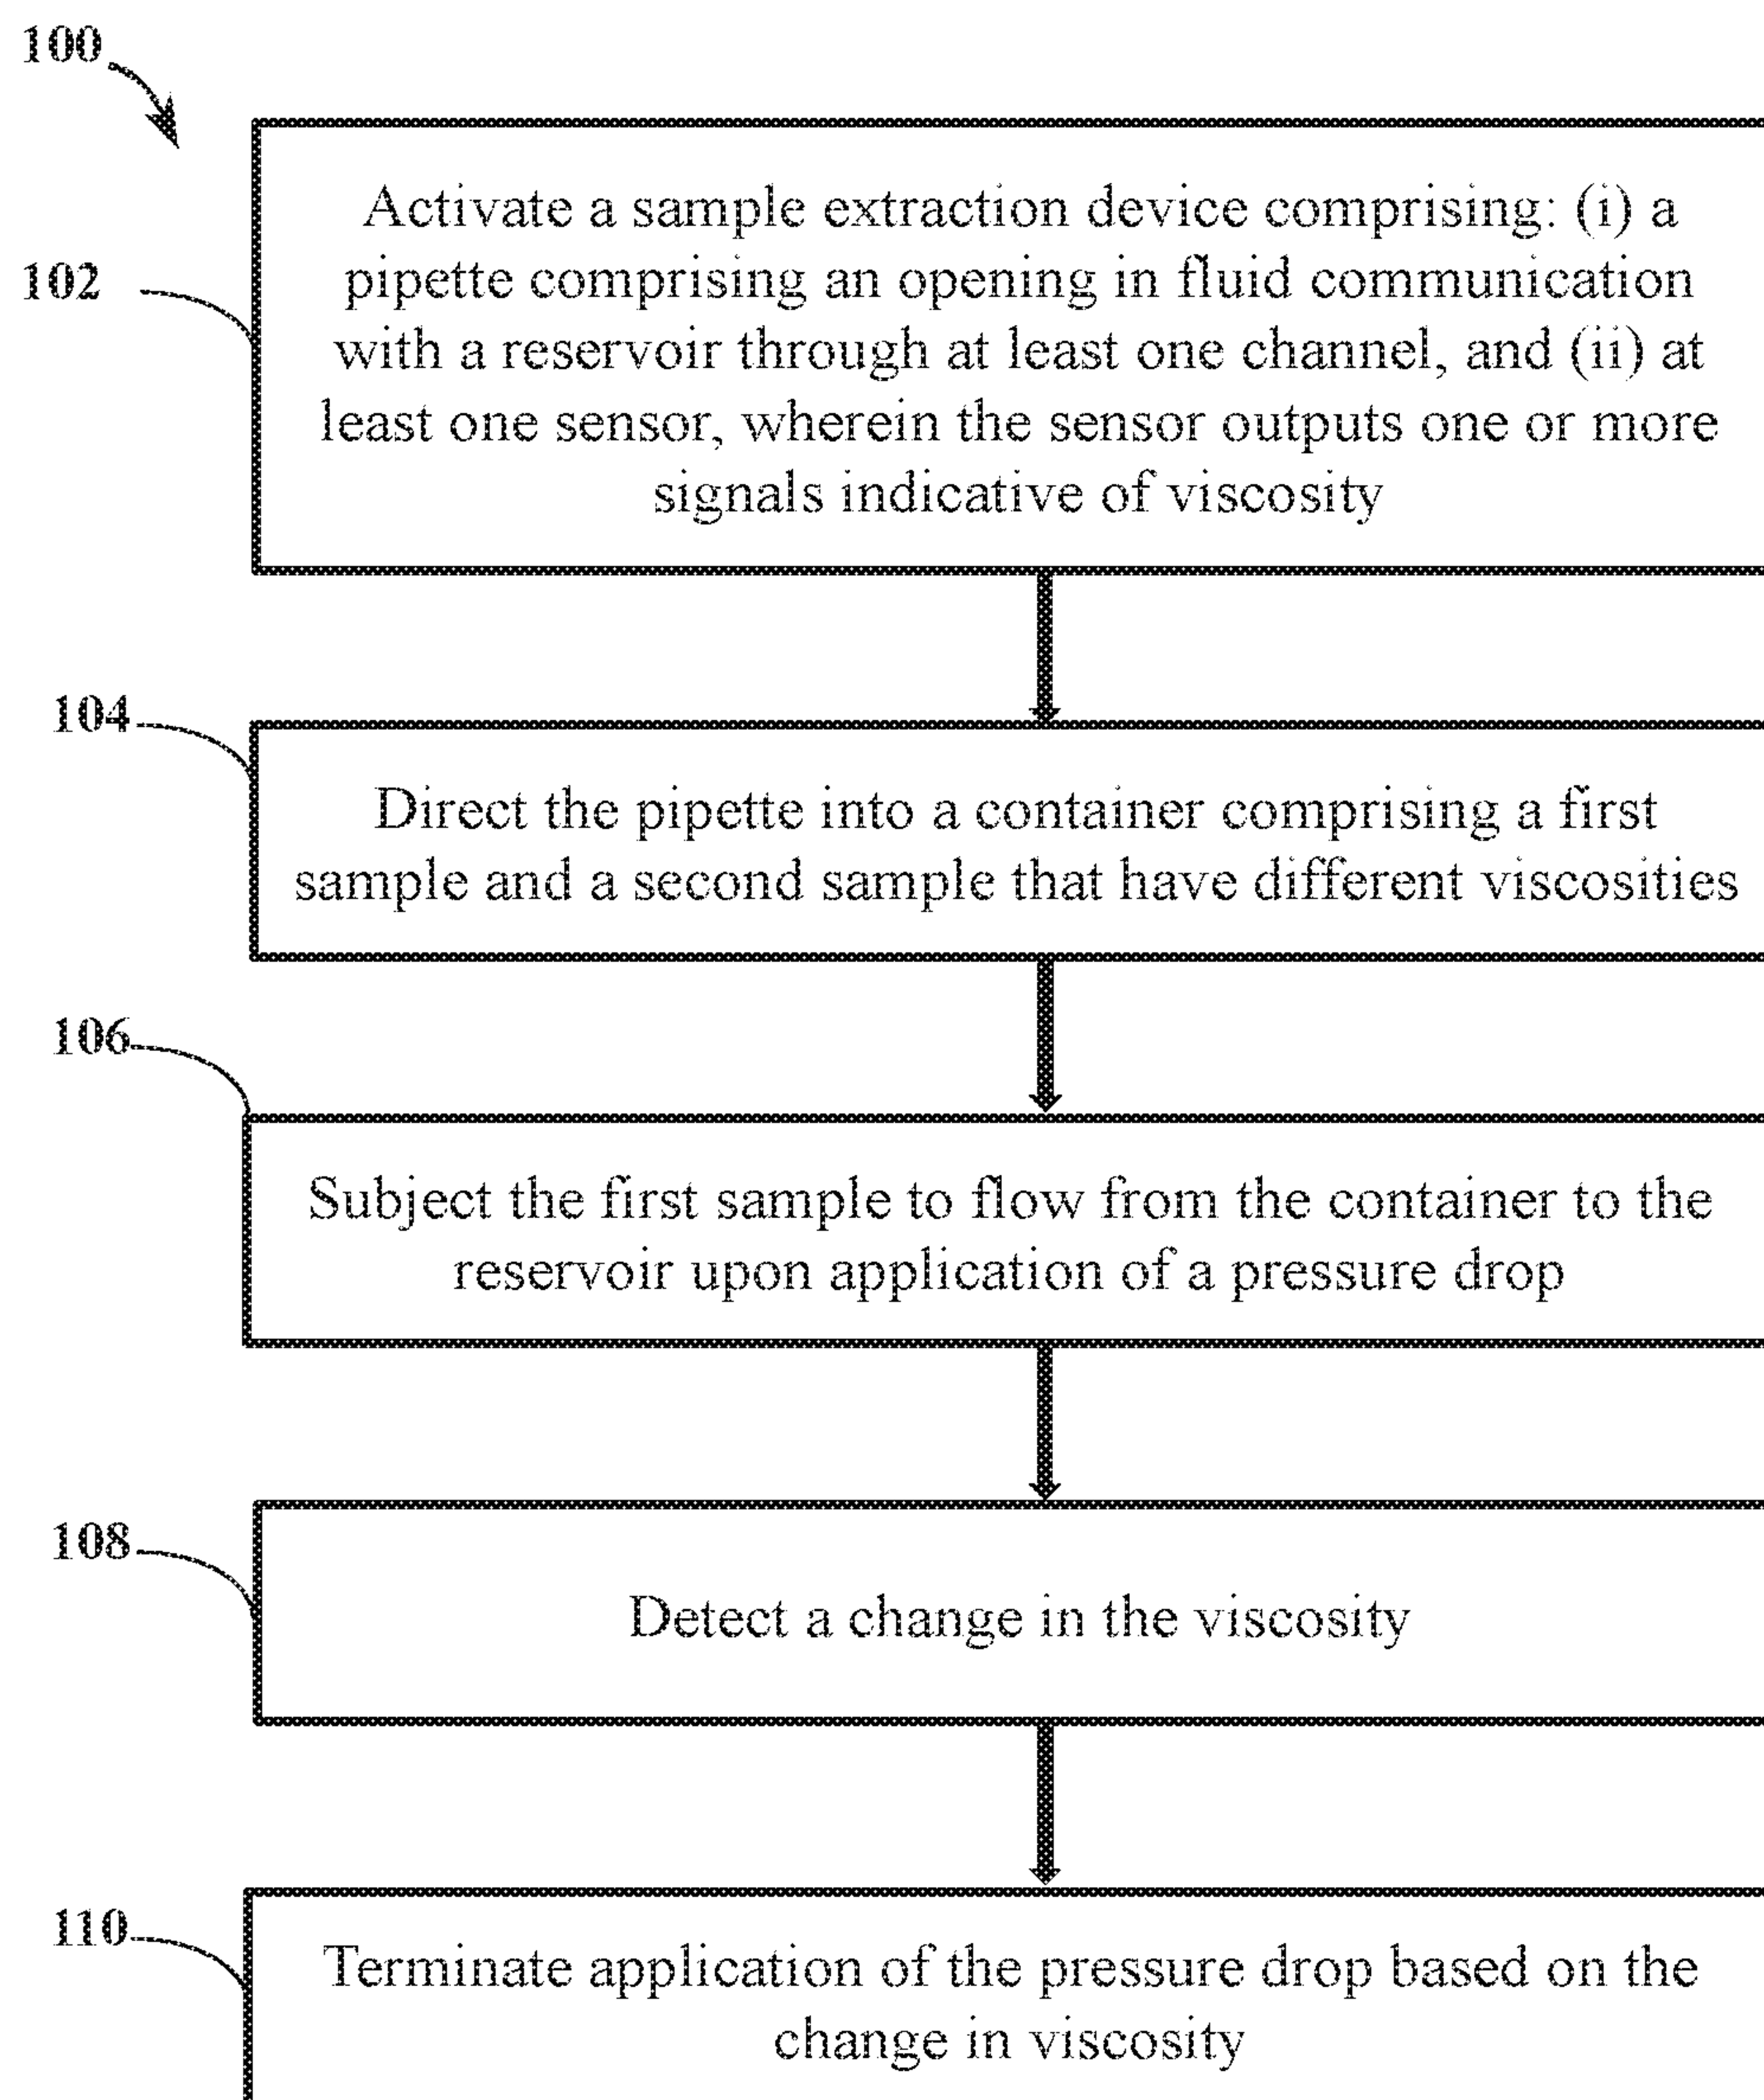 100
102
Activate a sample extraction device comprising: (i) a
pipette comprising an opening in fluid communication
with a reservoir through at least one channel, and (ii) at
least one sensor, wherein the sensor outputs one or more
signals indicative of viscosity
104
Direct the pipette into a container comprising a first
sample and a second sample that have different viscosities
106
Subject the first sample to flow from the container to the
reservoir upon application of a pressure drop
108
Detect a change in the viscosity
110
Terminate application of the pressure drop based on the
change in viscosity